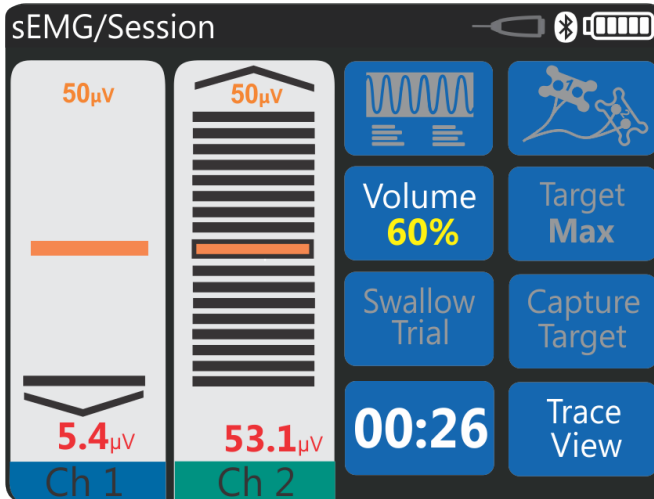 sEMG/Session
50µV
50µV
5.4µV
53.1µV
Ch 1
Ch 2
Volume
60%
Target
Max
Swallow
Trial
Capture
Target
00:26
Trace
View